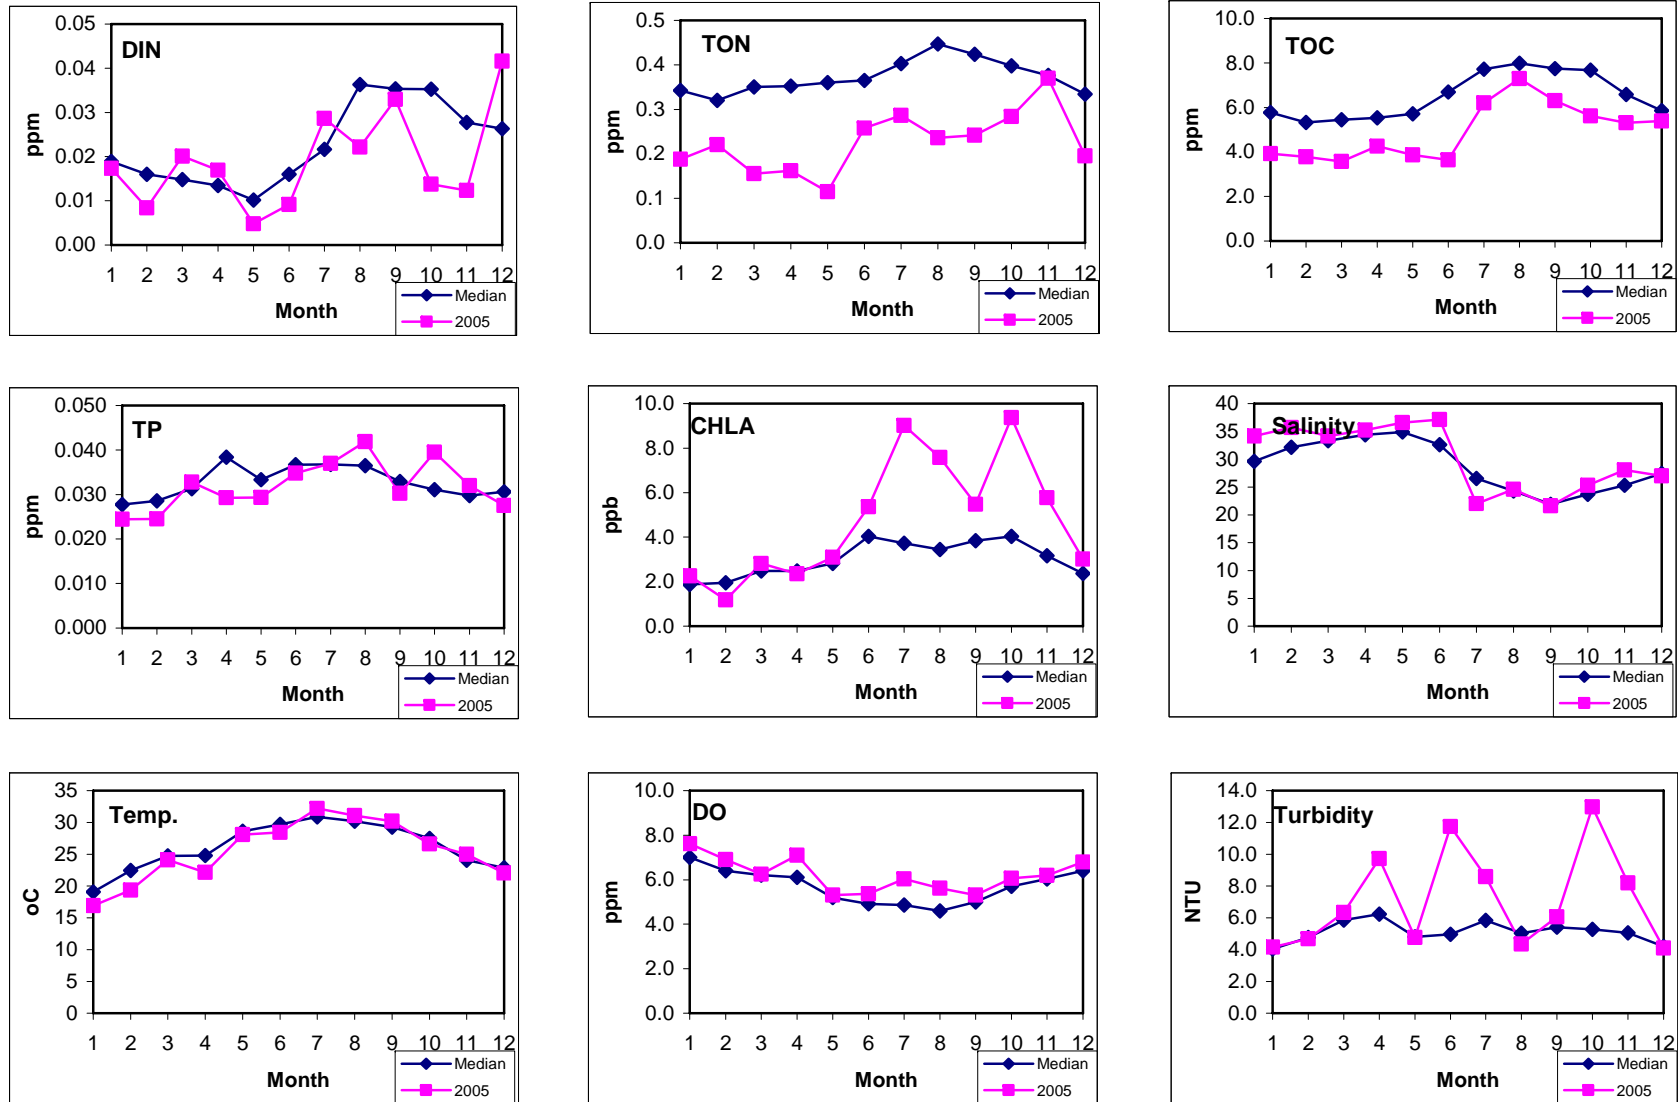 DIN
ppm
0.05
0.04
0.03
0.02
0.01
0.00
1 2 3 4 5 6 7 8 9 10 11 12
Month
Median
2005
TON
ppm
0.5
0.4
0.3
0.2
0.1
0.0
1 2 3 4 5 6 7 8 9 10 11 12
Month
Median
2005
TOC
ppm
10.0
8.0
6.0
4.0
2.0
0.0
1 2 3 4 5 6 7 8 9 10 11 12
Month
Median
2005
TP
ppm
0.050
0.040
0.030
0.020
0.010
0.000
1 2 3 4 5 6 7 8 9 10 11 12
Month
Median
2005
CHLA
ppb
10.0
8.0
6.0
4.0
2.0
0.0
1 2 3 4 5 6 7 8 9 10 11 12
Month
Median
2005
Salinity
40
35
30
25
20
15
10
5
0
1 2 3 4 5 6 7 8 9 10 11 12
Month
Median
2005
Temp.
oC
35
30
25
20
15
10
5
0
1 2 3 4 5 6 7 8 9 10 11 12
Month
Median
2005
DO
ppm
10.0
8.0
6.0
4.0
2.0
0.0
1 2 3 4 5 6 7 8 9 10 11 12
Month
Median
2005
Turbidity
NTU
14.0
12.0
10.0
8.0
6.0
4.0
2.0
0.0
1 2 3 4 5 6 7 8 9 10 11 12
Month
Median
2005